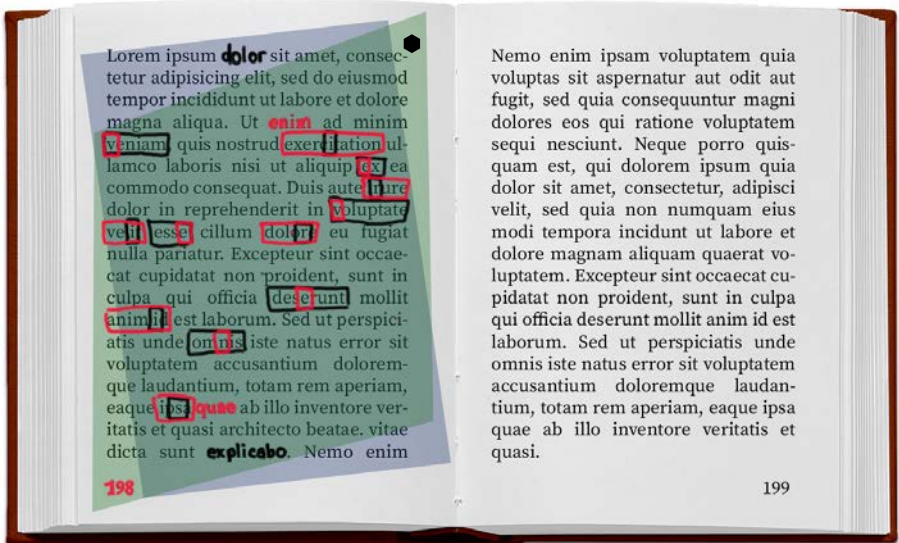 Lorem ipsum dolor sit amet, consec-
tetur adipisicing elit, sed do eiusmod
tempor incididunt ut labore et dolore
magna aliqua. Ut enim ad minim
veniam, quis nostrud exercitation ul-
lamco laboris nisi ut aliquip ex ea
commodo consequat. Duis aute irure
dolor in reprehenderit in voluptate
velit esse cillum dolore eu fugiat
nulla pariatur. Excepteur sint occae-
cat cupidatat non proident, sunt in
culpa qui officia deserunt mollit
anim id est laborum. Sed ut perspici-
atis unde omnis iste natus error sit
voluptatem accusantium dolorem-
que laudantium, totam rem aperiam,
eaque ipsa quae ab illo inventore ver-
itatis et quasi architecto beatae. vitae
dicta sunt explicabo. Nemo enim
198
Nemo enim ipsam voluptatem quia
voluptas sit aspernatur aut odit aut
fugit, sed quia consequuntur magni
dolores eos qui ratione voluptatem
sequi nesciunt. Neque porro quis-
quam est, qui dolorem ipsum quia
dolor sit amet, consectetur, adipisci
velit, sed quia non numquam eius
modi tempora incidunt ut labore et
dolore magnam aliquam quaerat vo-
luptatem. Excepteur sint occaecat cu-
pidatat non proident, sunt in culpa
qui officia deserunt mollit anim id est
laborum. Sed ut perspiciatis unde
omnis iste natus error sit voluptatem
accusantium doloremque laudan-
tium, totam rem aperiam, eaque ipsa
quae ab illo inventore veritatis et
quasi.
199